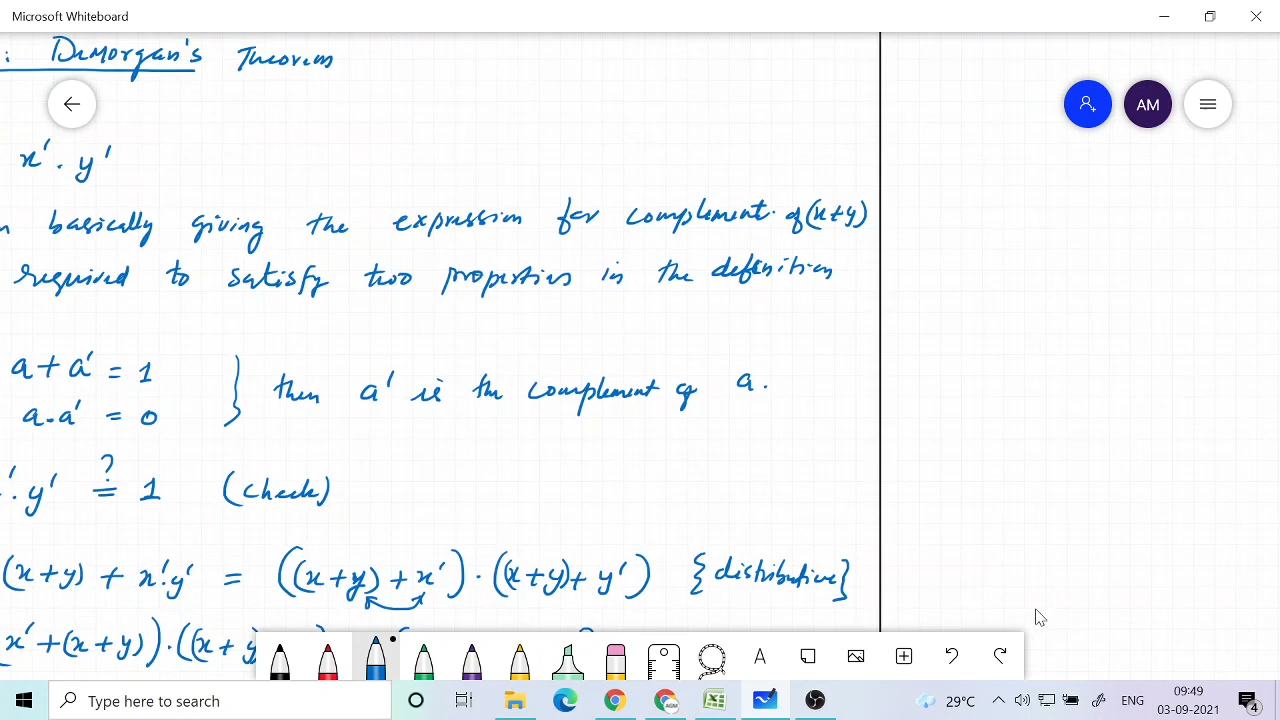 Microsoft Whiteboard
: DeMorgan's Theorem
AM
x' . y'
n basically giving the expression for complement of (x+y)
required to satisfy two properties in the definition
a + a' = 1
a . a' = 0
} then a' is the complement of a.
'. y' ?= 1 (check)
(x+y) + x'.y' = ((x+y) + x') . ((x+y) + y') {distributive}
x' + (x+y)) . ((x+y)
A
Type here to search
29°C
ENG
09:49
03-09-2021
4